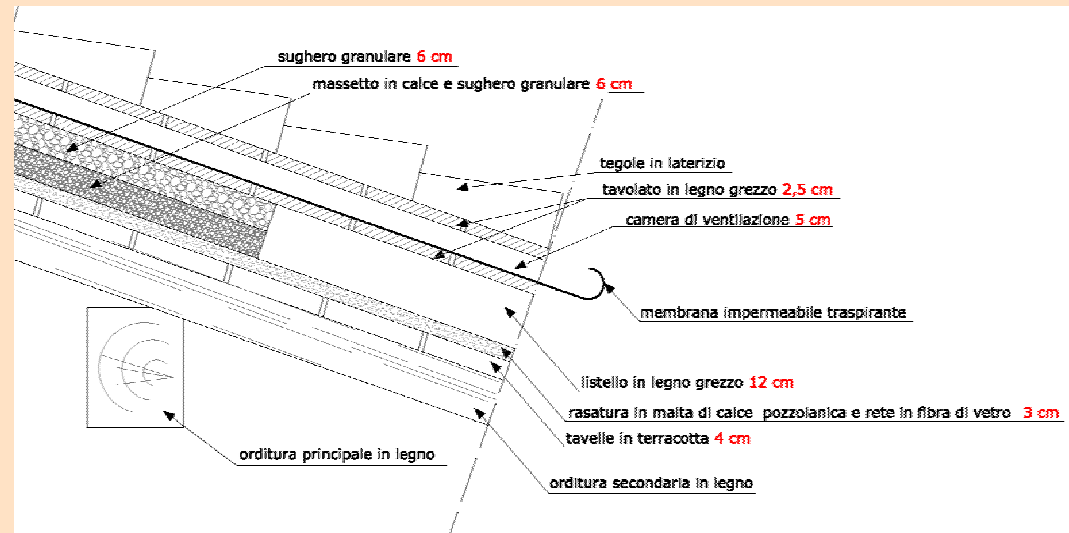 sughero granulare 6 cm
massetto in calce e sughero granulare 6 cm
tegole in laterizio
tavolato in legno grezzo 2,5 cm
camera di ventilazione 5 cm
membrana impermeabile traspirante
listello in legno grezzo 12 cm
rasatura in malta di calce pozzolanica e rete in fibra di vetro 3 cm
tavelle in terracotta 4 cm
orditura principale in legno
orditura secondaria in legno